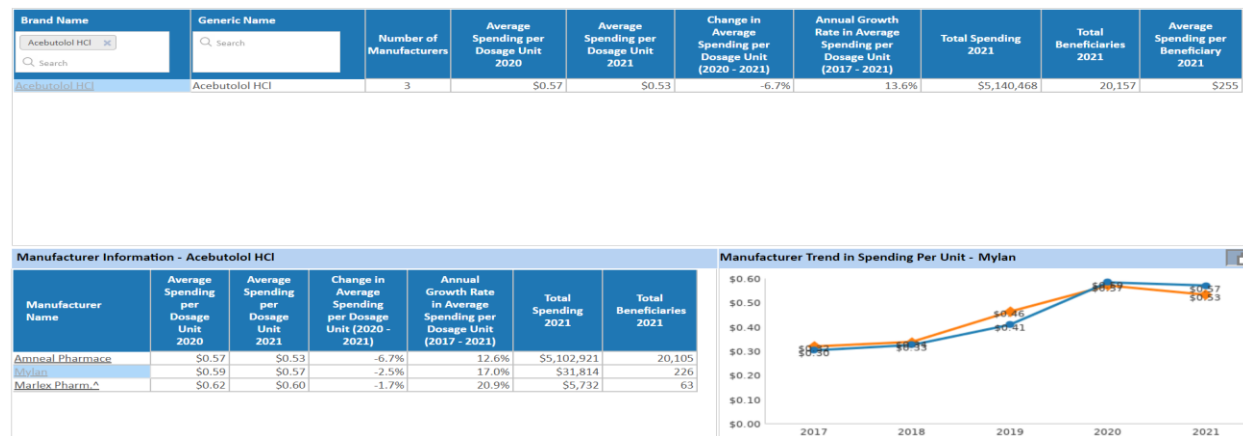 Brand Name
Generic Name
Number of
Manufacturers
Average
Spending per
Dosage Unit
2020
Average
Spending per
Dosage Unit
2021
Change in
Average
Spending per
Dosage Unit
(2020 - 2021)
Annual Growth
Rate in Average
Spending per
Dosage Unit
(2017 - 2021)
Total Spending
2021
Total
Beneficiaries
2021
Average
Spending per
Beneficiary
2021
Acebutolol HCl ×
Search
Search
Acebutolol HCl Acebutolol HCl 3 $0.57 $0.53 -6.7% 13.6% $5,140,468 20,157 $255
Manufacturer Information - Acebutolol HCl
Manufacturer
Name
Average
Spending
per
Dosage
Unit
2020
Average
Spending
per
Dosage
Unit
2021
Change in
Average
Spending
per Dosage
Unit (2020 -
2021)
Annual
Growth Rate
in Average
Spending per
Dosage Unit
(2017 - 2021)
Total
Spending
2021
Total
Beneficiaries
2021
Amneal Pharmace $0.57 $0.53 -6.7% 12.6% $5,102,921 20,105
Mylan $0.59 $0.57 -2.5% 17.0% $31,814 226
Marlex Pharm.^ $0.62 $0.60 -1.7% 20.9% $5,732 63
Manufacturer Trend in Spending Per Unit - Mylan
$0.60
$0.50
$0.40
$0.30
$0.20
$0.10
$0.00
$0.30
$0.33
$0.46
$0.41
$0.57
$0.57
$0.53
2017 2018 2019 2020 2021